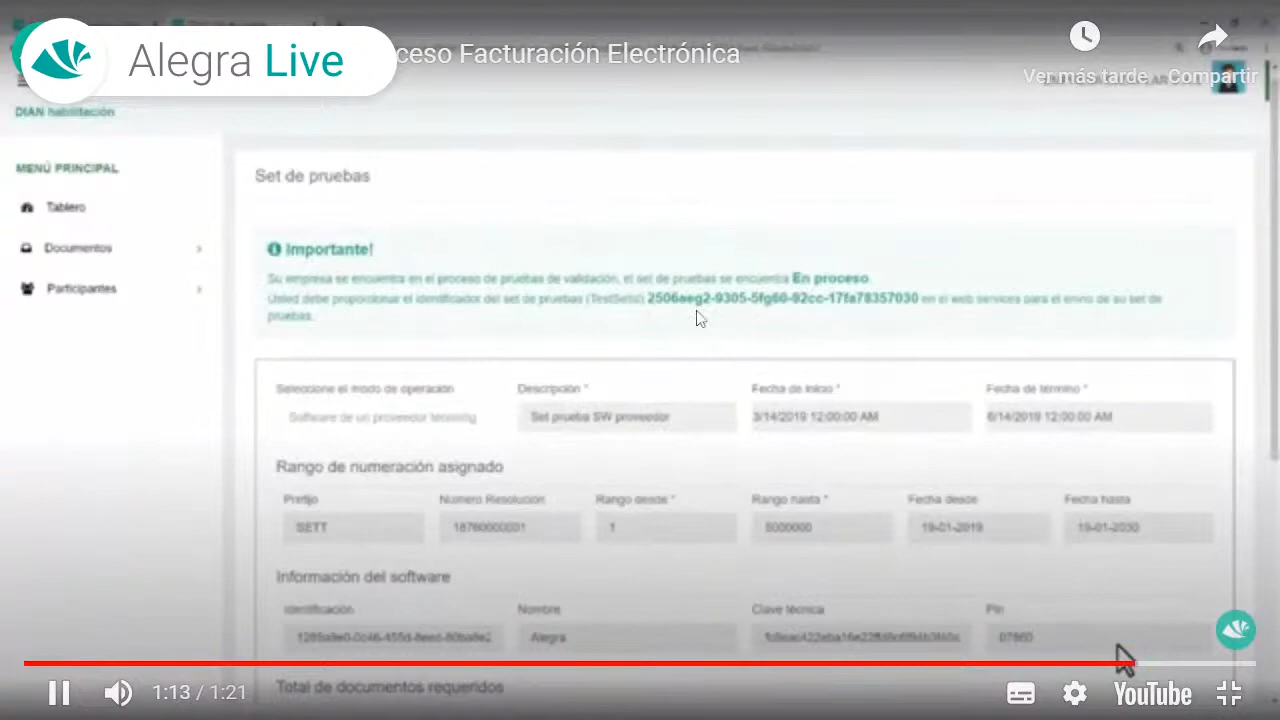 Alegra Live
ceso Facturación Electrónica
Ver más tarde
Compartir
DIAN habilitación
MENÚ PRINCIPAL
Tablero
Documentos
Participantes
Set de pruebas
Importante!
Su empresa se encuentra en el proceso de pruebas de validación, el set de pruebas se encuentra En proceso
Usted debe proporcionar el identificador del set de pruebas (TestSetId) 2506aeg2-9305-5fg60-92cc-17fa78357030 en el web services para el envío de su set de
pruebas.
Seleccione el modo de operación
Descripción *
Fecha de inicio *
Fecha de término *
Software de un proveedor
Set prueba SW proveedor
3/14/2019 12:00:00 AM
6/14/2019 12:00:00 AM
Rango de numeración asignado
Prefijo
Número Resolución
Rango desde *
Rango hasta *
Fecha desde
Fecha hasta
SETT
18760000001
1
5000000
19-01-2019
19-01-2030
Información del software
Identificación
Nombre
Clave técnica
Pin
Alegra
07860
1:13 / 1:21
Total de documentos requeridos
YouTube